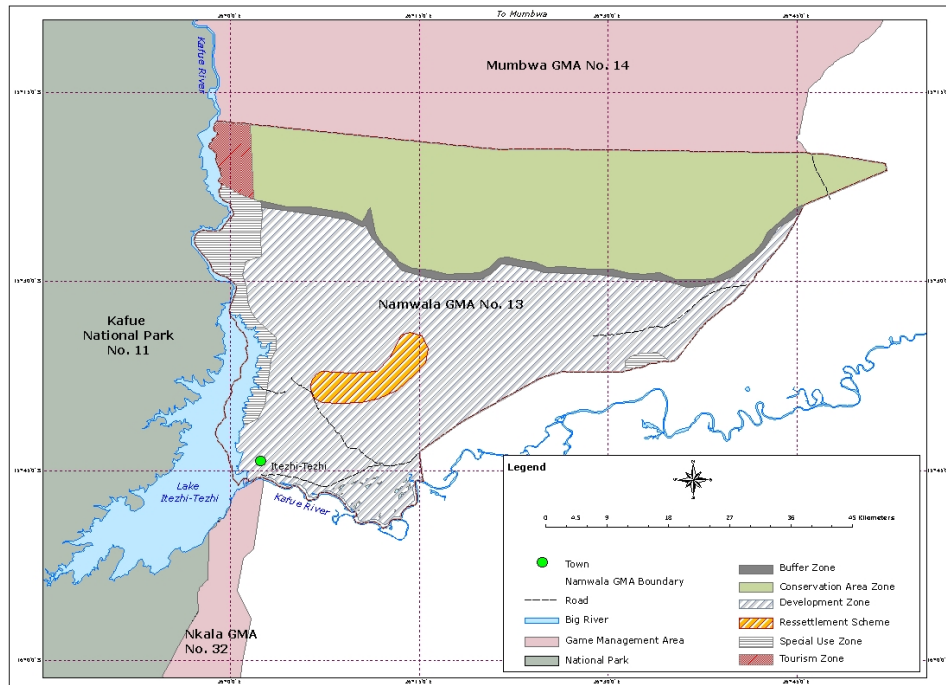 To Mumbwa
Kafue River
Mumbwa GMA No. 14
Namwala GMA No. 13
Kafue
National Park
No. 11
Itezhi-Tezhi
Lake
Itezhi-Tezhi
Kafue River
Nkala GMA
No. 32
Legend
0 4.5 9 18 27 36 45 Kilometers
Town
Namwala GMA Boundary
Road
Big River
Game Management Area
National Park
Buffer Zone
Conservation Area Zone
Development Zone
Ressettlement Scheme
Special Use Zone
Tourism Zone